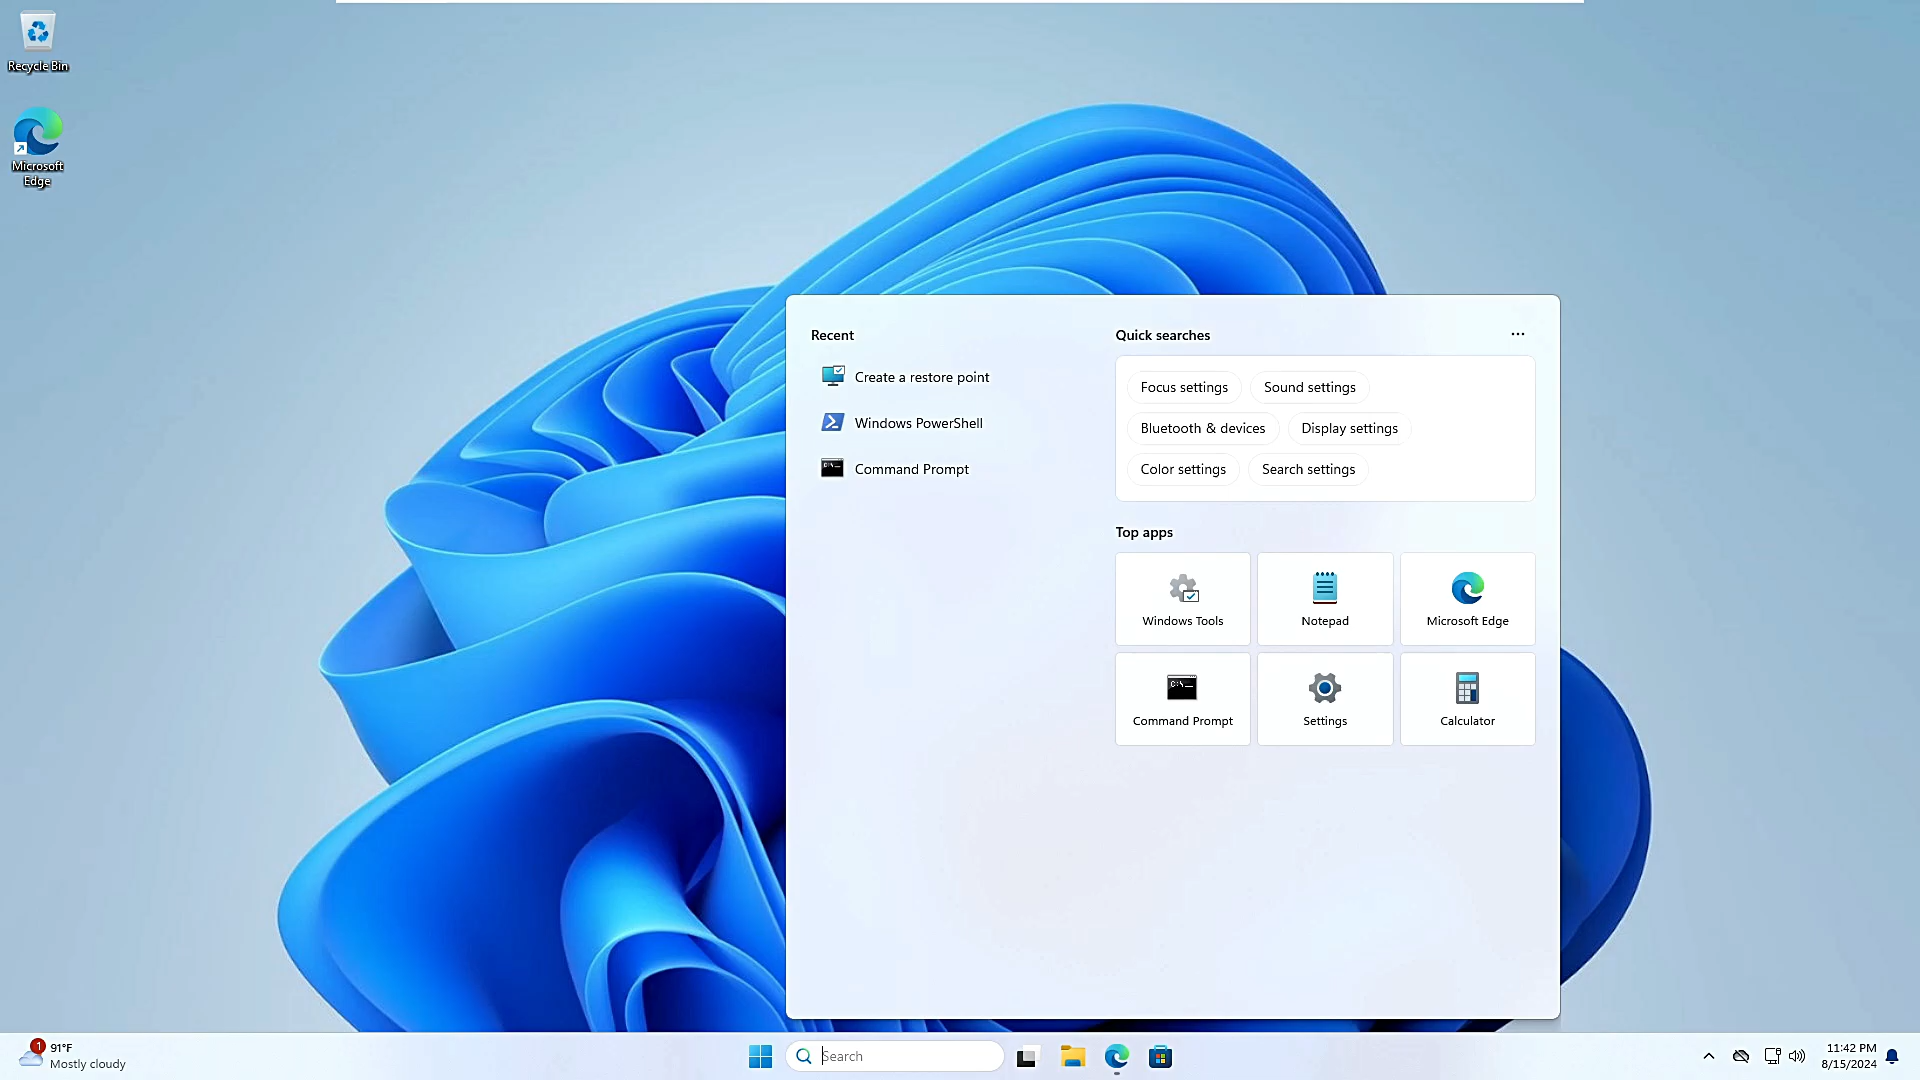 Recycle Bin
Microsoft
Edge
Recent
Create a restore point
Windows PowerShell
Command Prompt
Quick searches
Focus settings
Sound settings
Bluetooth & devices
Display settings
Color settings
Search settings
Top apps
Windows Tools
Notepad
Microsoft Edge
Command Prompt
Settings
Calculator
1
91°F
Mostly cloudy
Search
11:42 PM
8/15/2024